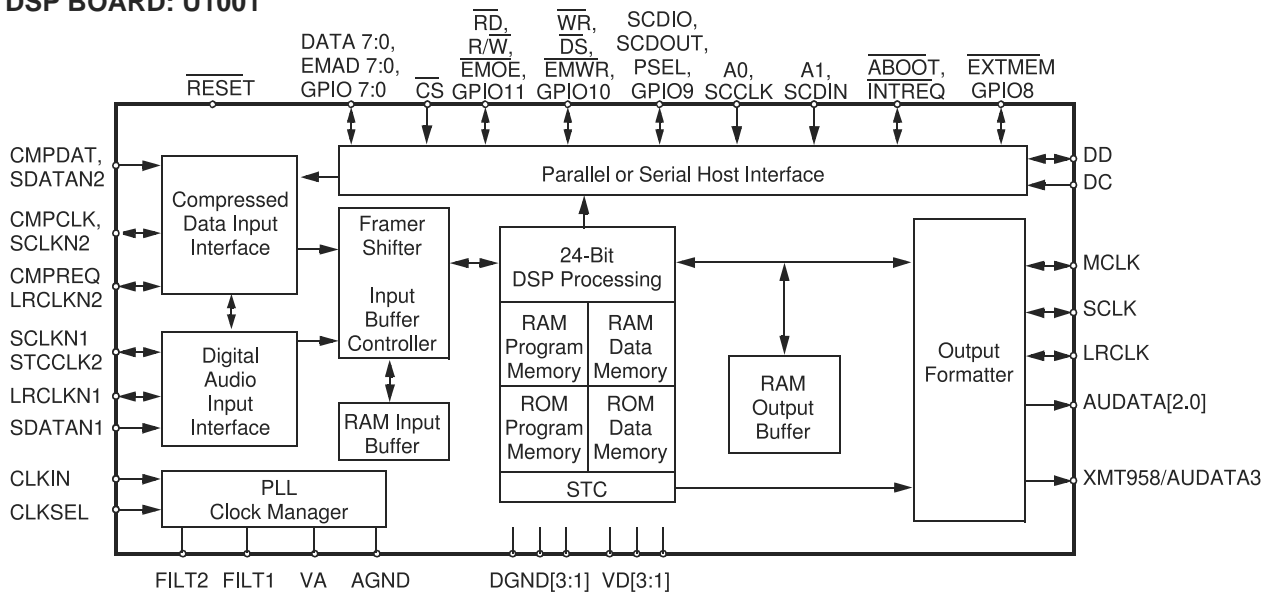 DSP BOARD: U1001
RD,
R/W,
EMOE,
GPIO11
WR,
DS,
EMWR,
GPIO10
SCDIO,
SCDOUT,
PSEL,
GPIO9
DATA 7:0,
EMAD 7:0,
GPIO 7:0
RESET
CS
A0,
SCCLK
A1,
SCDIN
ABOOT,
INTREQ
EXTMEM
GPIO8
CMPDAT,
SDATAN2
CMPCLK,
SCLKN2
CMPREQ
LRCLKN2
SCLKN1
STCCLK2
LRCLKN1
SDATAN1
CLKIN
CLKSEL
Parallel or Serial Host Interface
Compressed
Data Input
Interface
Digital
Audio
Input
Interface
Framer
Shifter
Input
Buffer
Controller
RAM Input
Buffer
PLL
Clock Manager
24-Bit
DSP Processing
RAM
Program
Memory
RAM
Data
Memory
ROM
Program
Memory
ROM
Data
Memory
STC
RAM
Output
Buffer
Output
Formatter
DD
DC
MCLK
SCLK
LRCLK
AUDATA[2.0]
XMT958/AUDATA3
FILT2
FILT1
VA
AGND
DGND[3:1]
VD[3:1]